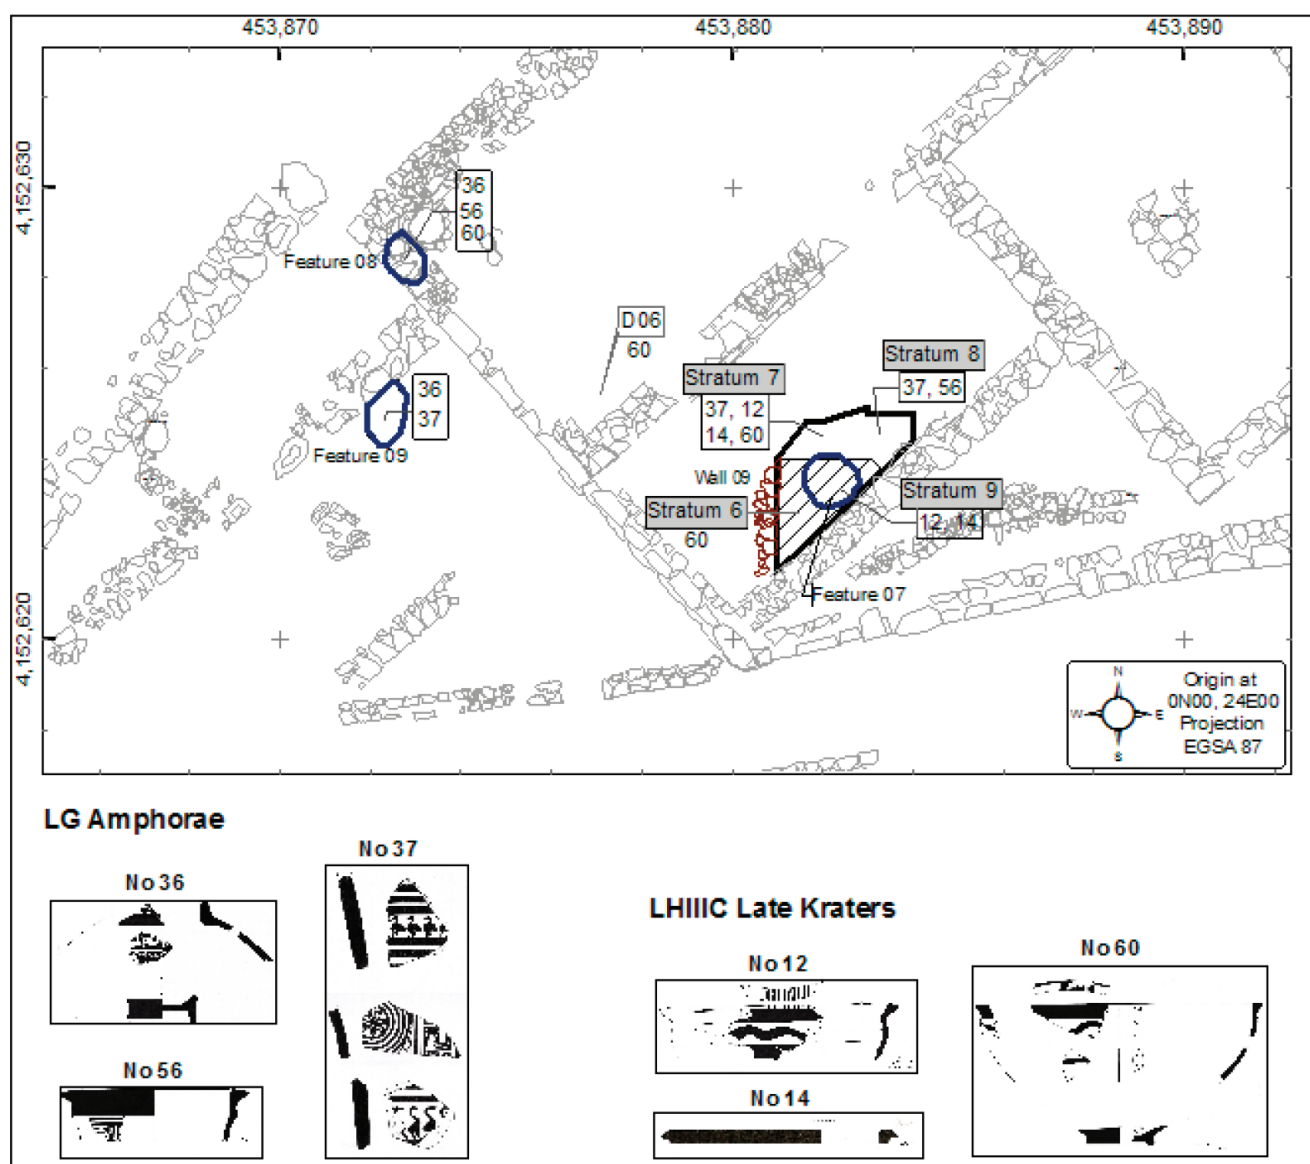 453,870
453,880
453,890
4,152,630
4,152,620
36
56
60
Feature 08
D06
60
Stratum 8
37, 56
Stratum 7
37, 12
14, 60
36
37
Feature 09
Wall 09
Stratum 9
12, 14
Stratum 6
60
Feature 07
N
W
E
S
Origin at
0N00, 24E00
Projection
EGSA 87
LG Amphorae
No 36
No 37
No 56
LHIIIC Late Kraters
No 12
No 60
No 14